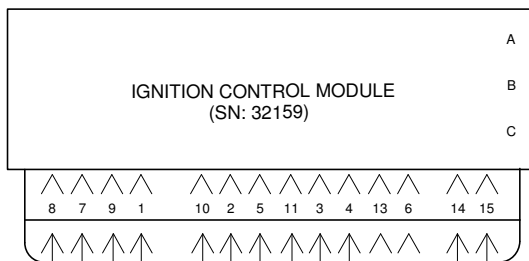 A
IGNITION CONTROL MODULE
B
(SN: 32159)
C
8 7 9 1 10 2 5 11 3 4 13 6 14 15